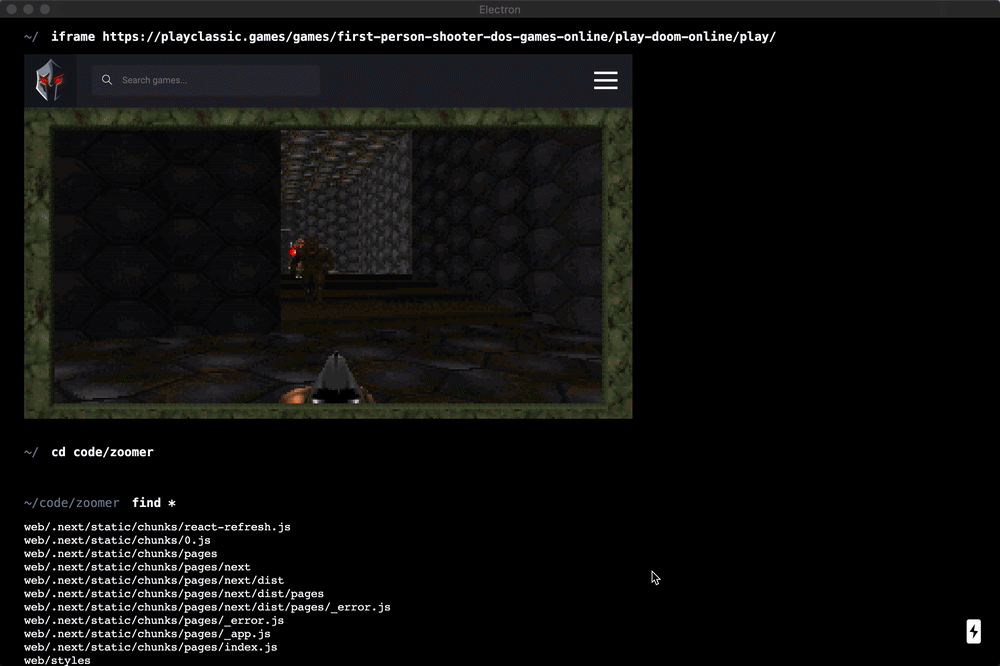 Electron
~/ iframe https://playclassic.games/games/first-person-shooter-dos-games-online/play-doom-online/play/
Search games...
~/ cd code/zoomer
~/code/zoomer find *
web/.next/static/chunks/react-refresh.js
web/.next/static/chunks/0.js
web/.next/static/chunks/pages
web/.next/static/chunks/pages/next
web/.next/static/chunks/pages/next/dist
web/.next/static/chunks/pages/next/dist/pages
web/.next/static/chunks/pages/next/dist/pages/_error.js
web/.next/static/chunks/pages/_error.js
web/.next/static/chunks/pages/_app.js
web/.next/static/chunks/pages/index.js
web/styles